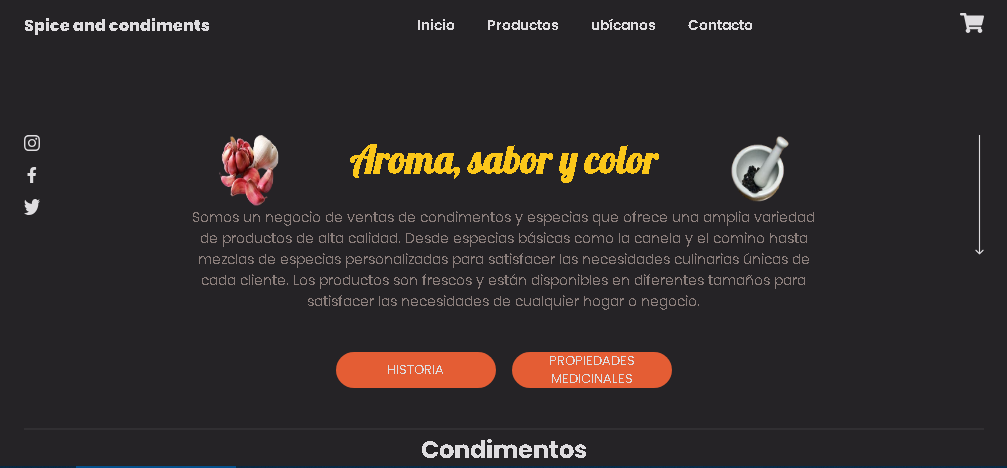 Spice and condiments
Inicio
Productos
ubícanos
Contacto
Aroma, sabor y color
Somos un negocio de ventas de condimentos y especias que ofrece una amplia variedad
de productos de alta calidad. Desde especias básicas como la canela y el comino hasta
mezclas de especias personalizadas para satisfacer las necesidades culinarias únicas de
cada cliente. Los productos son frescos y están disponibles en diferentes tamaños para
satisfacer las necesidades de cualquier hogar o negocio.
HISTORIA
PROPIEDADES
MEDICINALES
Condimentos